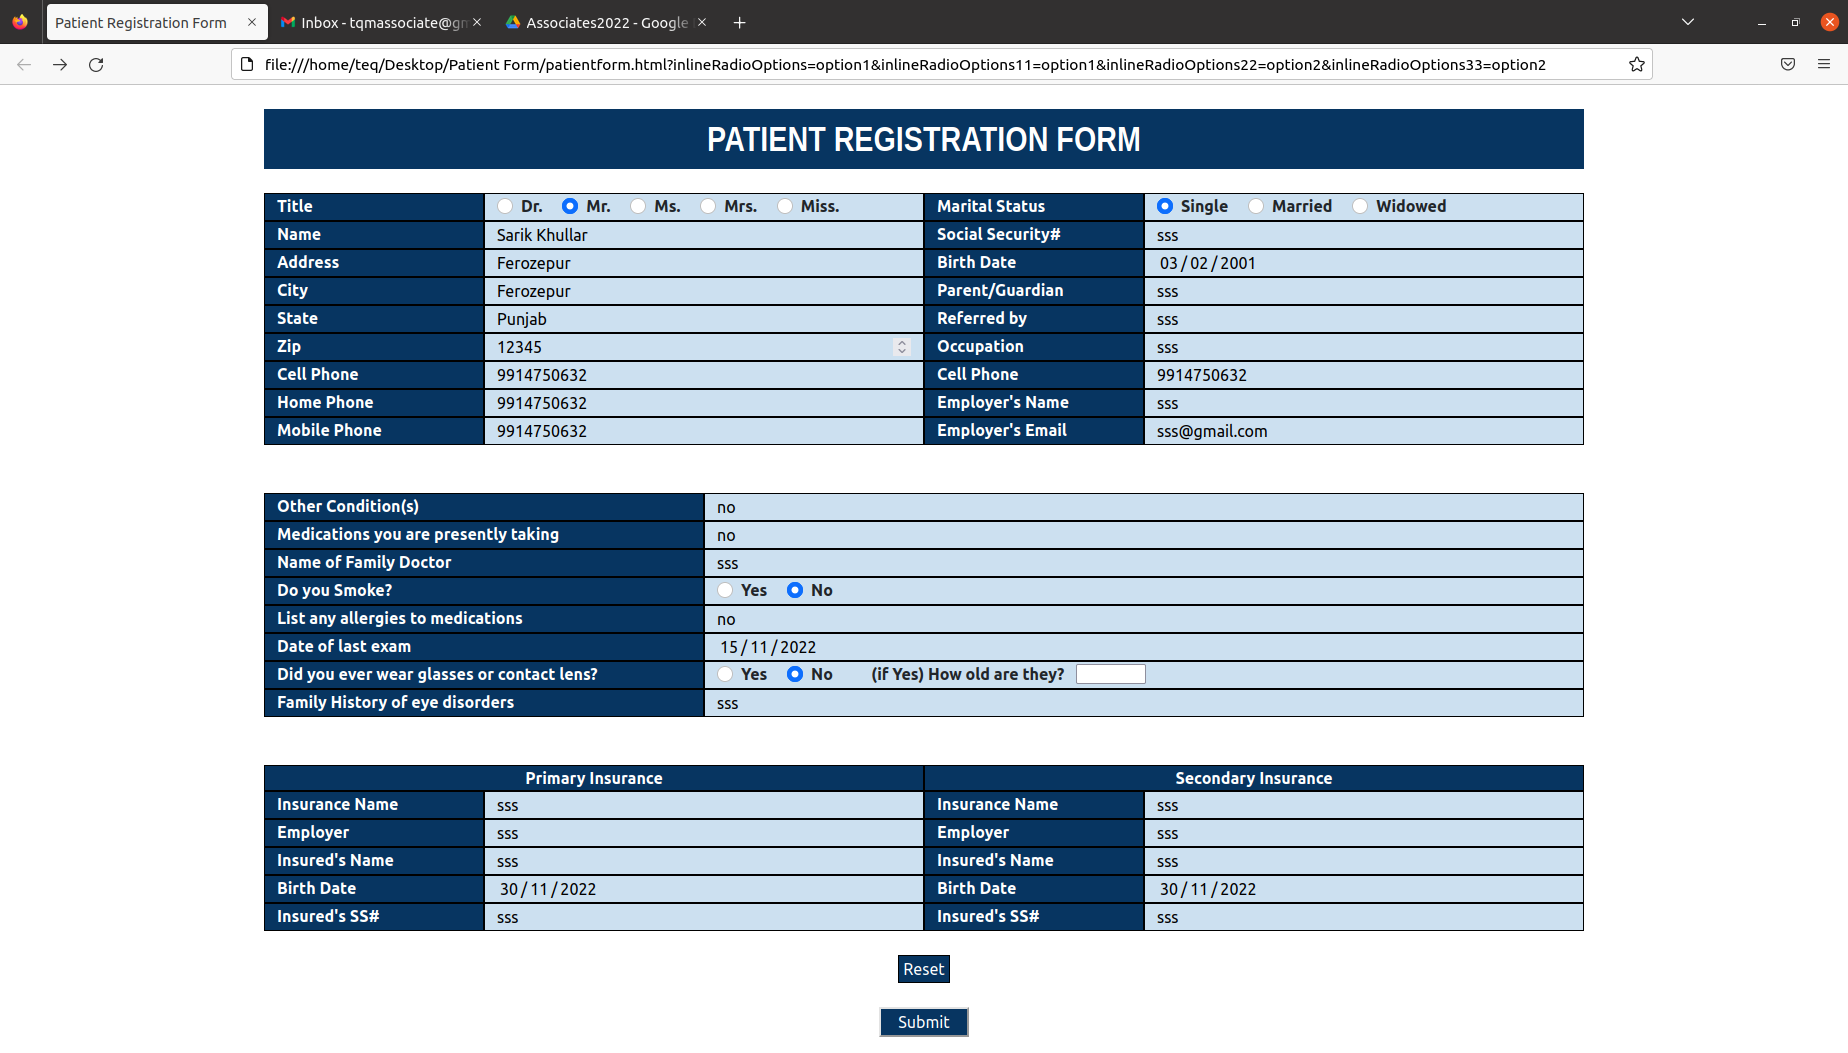 Patient Registration Form
Inbox - tqmassociate@gm
Associates2022 - Google
file:///home/teq/Desktop/Patient Form/patientform.html?inlineRadioOptions=option1&inlineRadioOptions11=option1&inlineRadioOptions22=option2&inlineRadioOptions33=option2
PATIENT REGISTRATION FORM
Title Dr. Mr. Ms. Mrs. Miss. Marital Status Single Married Widowed
Name Sarik Khullar Social Security# sss
Address Ferozepur Birth Date 03 / 02 / 2001
City Ferozepur Parent/Guardian sss
State Punjab Referred by sss
Zip 12345 Occupation sss
Cell Phone 9914750632 Cell Phone 9914750632
Home Phone 9914750632 Employer's Name sss
Mobile Phone 9914750632 Employer's Email sss@gmail.com
Other Condition(s) no
Medications you are presently taking no
Name of Family Doctor sss
Do you Smoke? Yes No
List any allergies to medications no
Date of last exam 15 / 11 / 2022
Did you ever wear glasses or contact lens? Yes No (if Yes) How old are they?
Family History of eye disorders sss
Primary Insurance Secondary Insurance
Insurance Name sss Insurance Name sss
Employer sss Employer sss
Insured's Name sss Insured's Name sss
Birth Date 30 / 11 / 2022 Birth Date 30 / 11 / 2022
Insured's SS# sss Insured's SS# sss
Reset
Submit